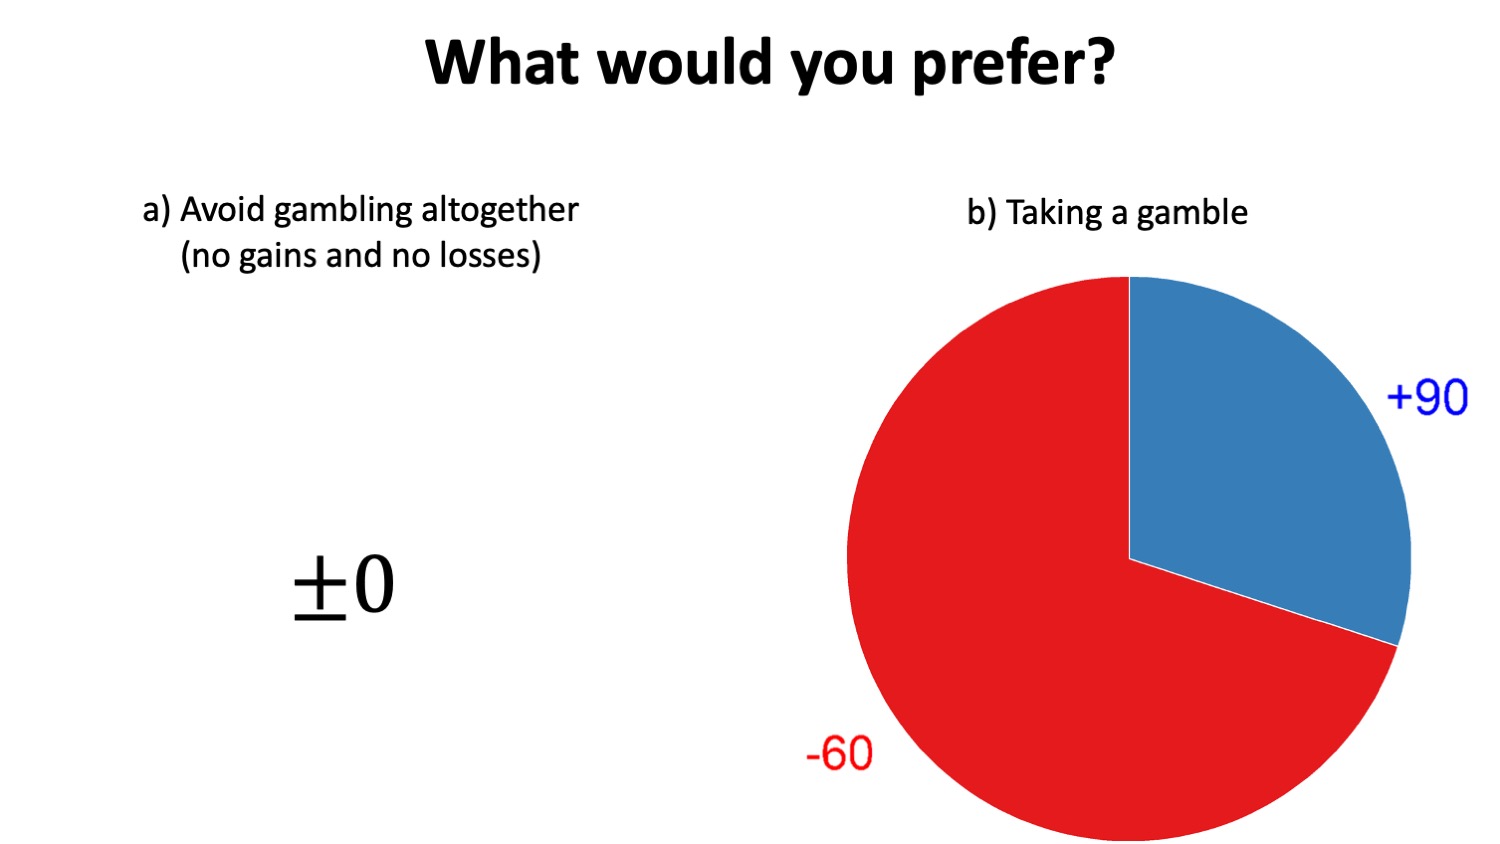 What would you prefer?
a) Avoid gambling altogether
(no gains and no losses)
b) Taking a gamble
+90
±0
-60